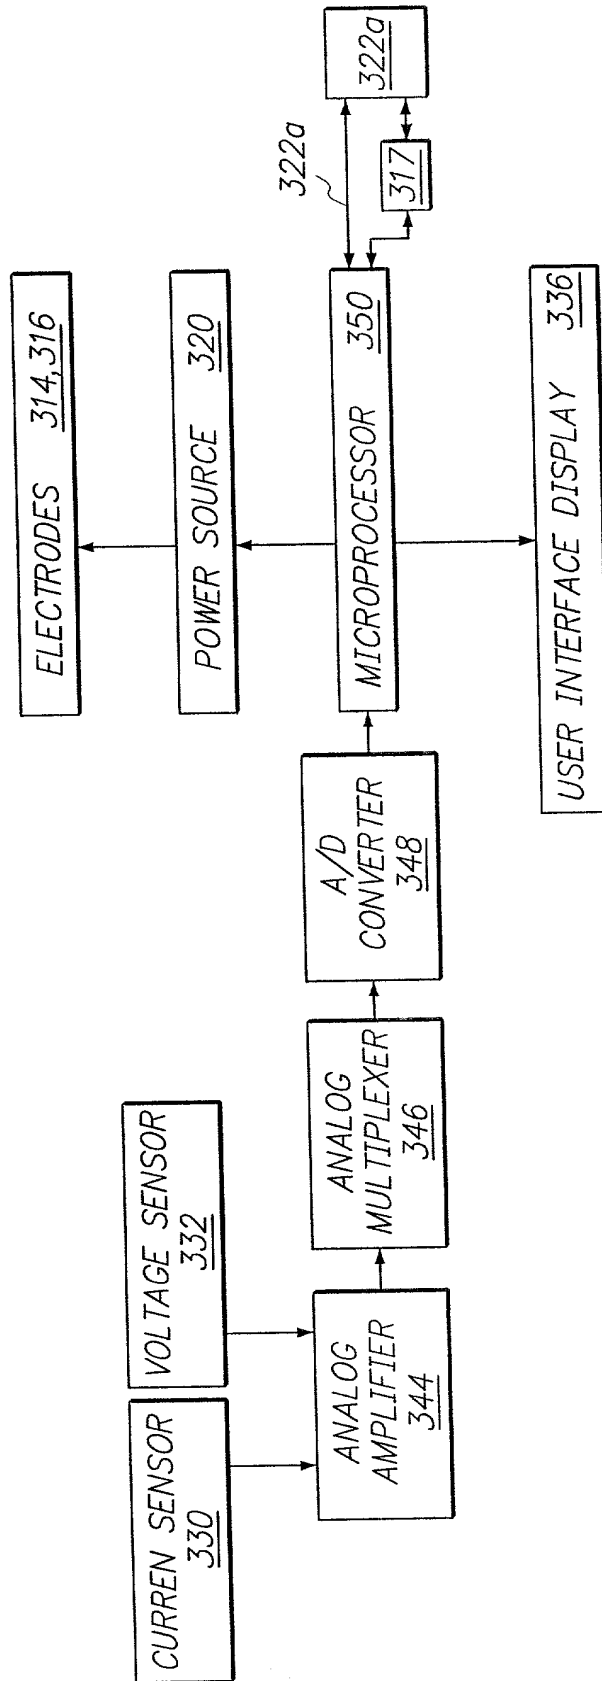 ELECTRODES 314,316
POWER SOURCE 320
322a
322a
317
MICROPROCESSOR 350
USER INTERFACE DISPLAY 336
CURREN SENSOR
330
VOLTAGE SENSOR
332
ANALOG
AMPLIFIER
344
ANALOG
MULTIPLEXER
346
A/D
CONVERTER
348